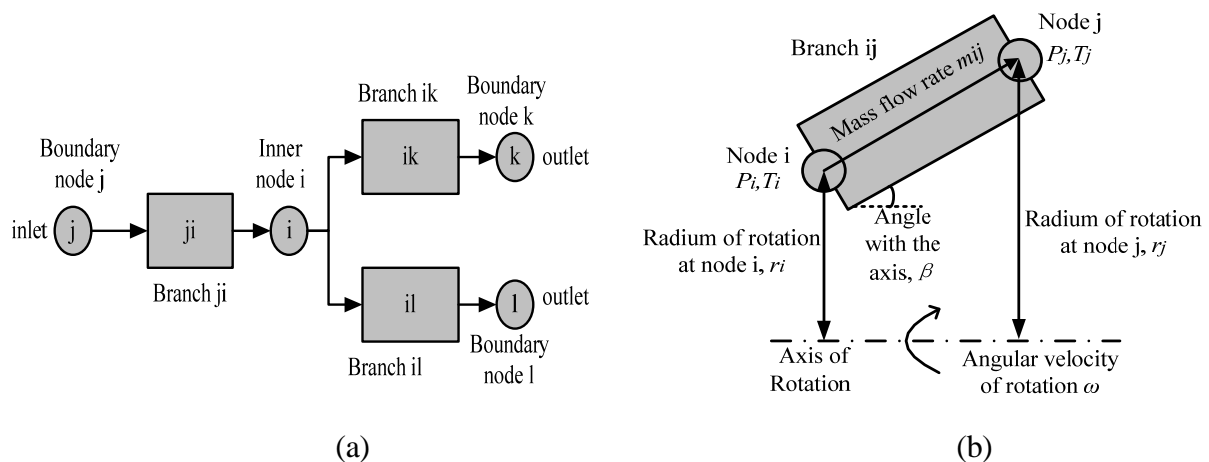 Boundary
node j
inlet
j
ji
Branch ji
Inner
node i
i
Branch ik
ik
Boundary
node k
k
outlet
il
Branch il
l
outlet
Boundary
node l
(a)
Branch ij
Mass flow rate mij
Node j
Pj,Tj
Node i
Pi,Ti
Angle
with the
axis, β
Radium of rotation
at node i, ri
Radium of rotation
at node j, rj
Axis of
Rotation
Angular velocity
of rotation ω
(b)